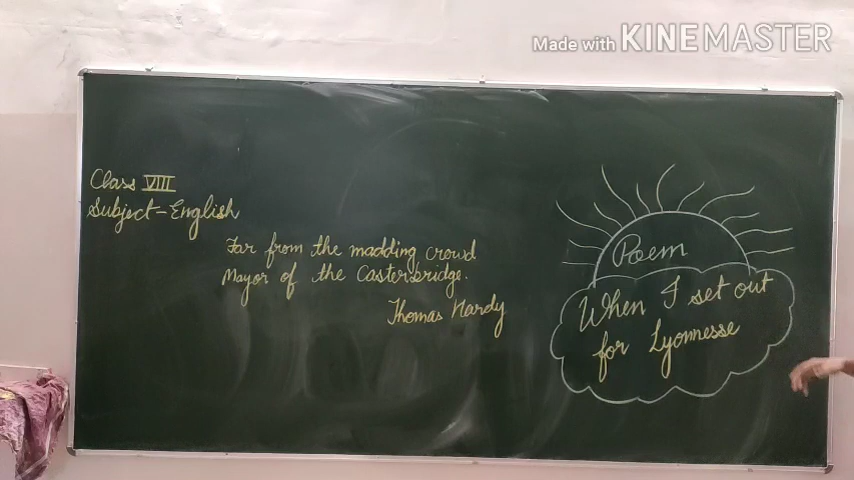 Made with KINEMASTER
Class VIII
Subject-English
Far from the madding crowd
Mayor of the Casterbridge.
Thomas Hardy
Poem
When I set out
for Lyonnesse